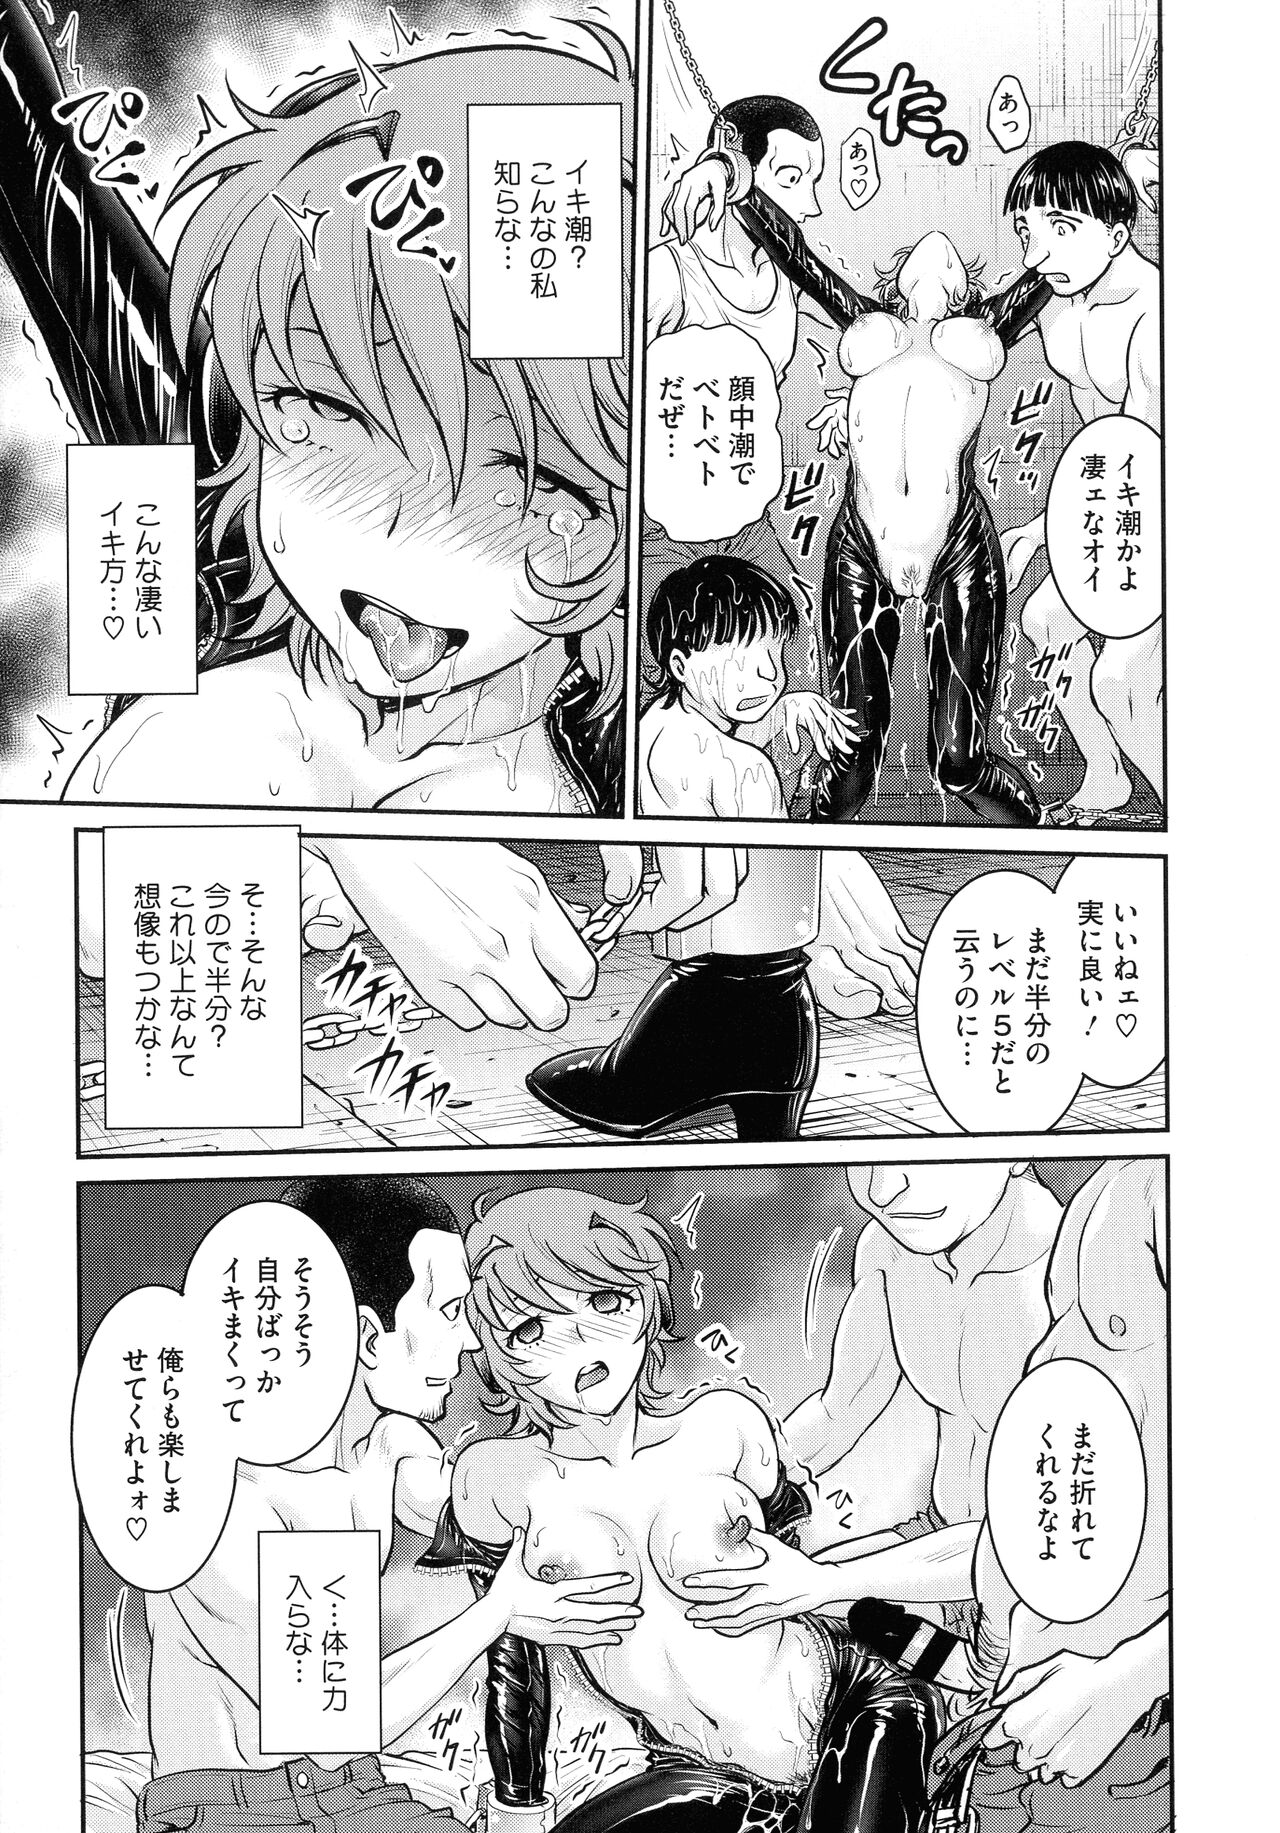 くたっ
あっ
あっ♡
イキ潮かよ
凄ェなオイ
顔中潮で
ベトベト
だぜ…
ビク
ビク
ガク
ガク
イキ潮？
こんなの私
知らな…
ぴく
ぴく
こんな凄い
イキ方…♡
いいねェ♡
実に良い！
まだ半分の
レベル5だと
云うのに…
ガチャ
ガチャ
そ…そんな
今ので半分？
これ以上なんて
想像もつかな…
まだ折れて
くれるなよ
ひく
ひく
ひく
ガク
ガク
そうそう
自分ばっか
イキまくって
俺らも楽しま
せてくれよォ♡
く…体に力
入らな…